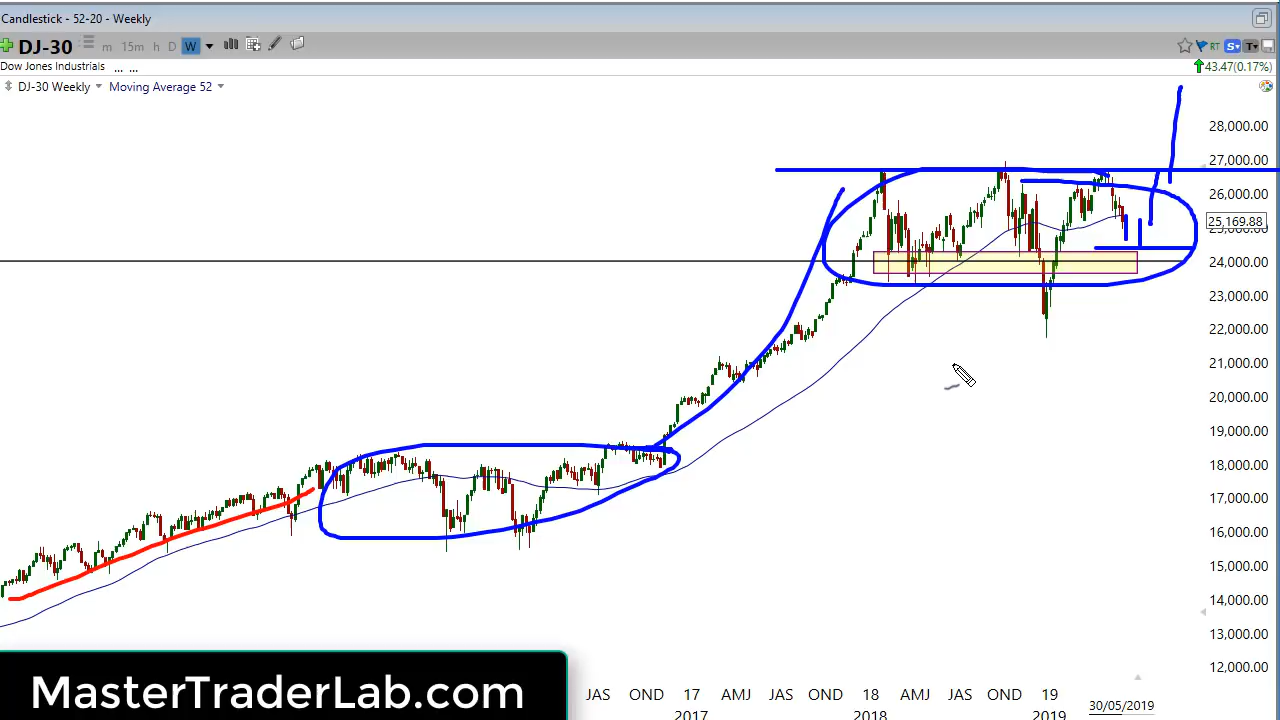 Candlestick - 52-20 - Weekly
DJ-30 m 15m h D W RT S T
Dow Jones Industrials ... ... 43.47(0.17%)
DJ-30 Weekly Moving Average 52
28,000.00
27,000.00
26,000.00
25,169.88
24,000.00
23,000.00
22,000.00
21,000.00
20,000.00
19,000.00
18,000.00
17,000.00
16,000.00
15,000.00
14,000.00
13,000.00
12,000.00
MasterTraderLab.com
JAS OND 17 AMJ JAS OND 18 AMJ JAS OND 19
2017 2018 2019 30/05/2019